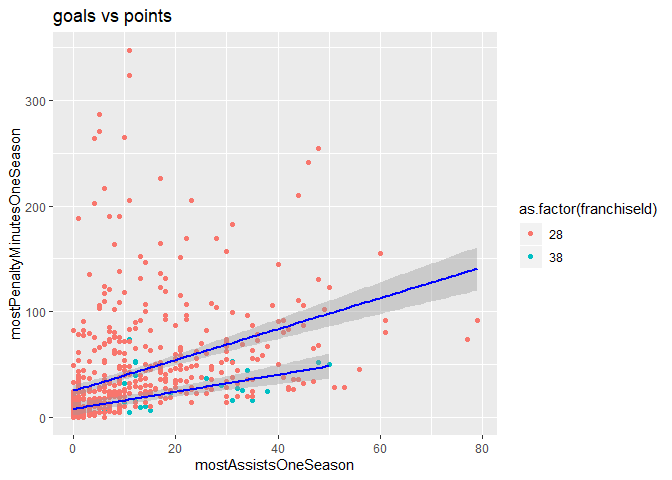 goals vs points
300
200
100
0
mostPenaltyMinutesOneSeason
0 20 40 60 80
mostAssistsOneSeason
as.factor(franchiseId)
28
38